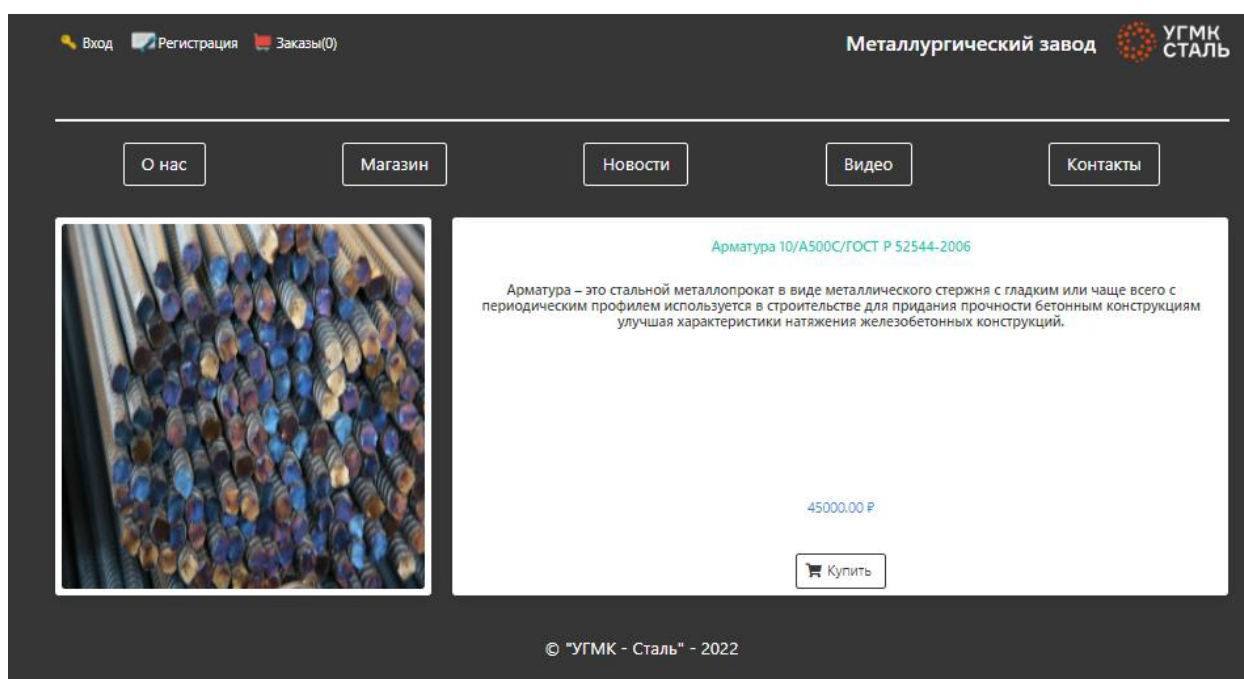 Вход Регистрация Заказы(0)
Металлургический завод
УГМК
СТАЛЬ
О нас Магазин Новости Видео Контакты
Арматура 10/А500С/ГОСТ Р 52544-2006
Арматура – это стальной металлопрокат в виде металлического стержня с гладким или чаще всего с
периодическим профилем используется в строительстве для придания прочности бетонным конструкциям
улучшая характеристики натяжения железобетонных конструкций.
45000.00 ₽
Купить
© "УГМК - Сталь" - 2022